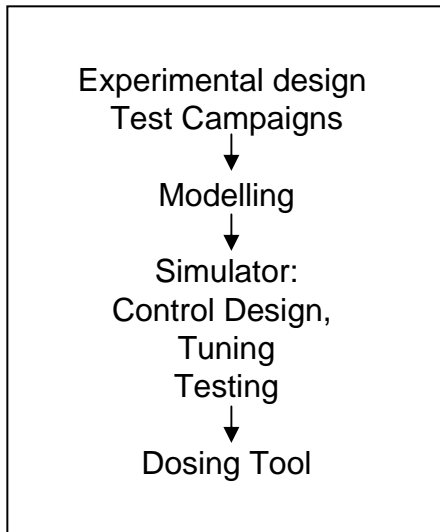 Experimental design
Test Campaigns
Modelling
Simulator:
Control Design,
Tuning
Testing
Dosing Tool